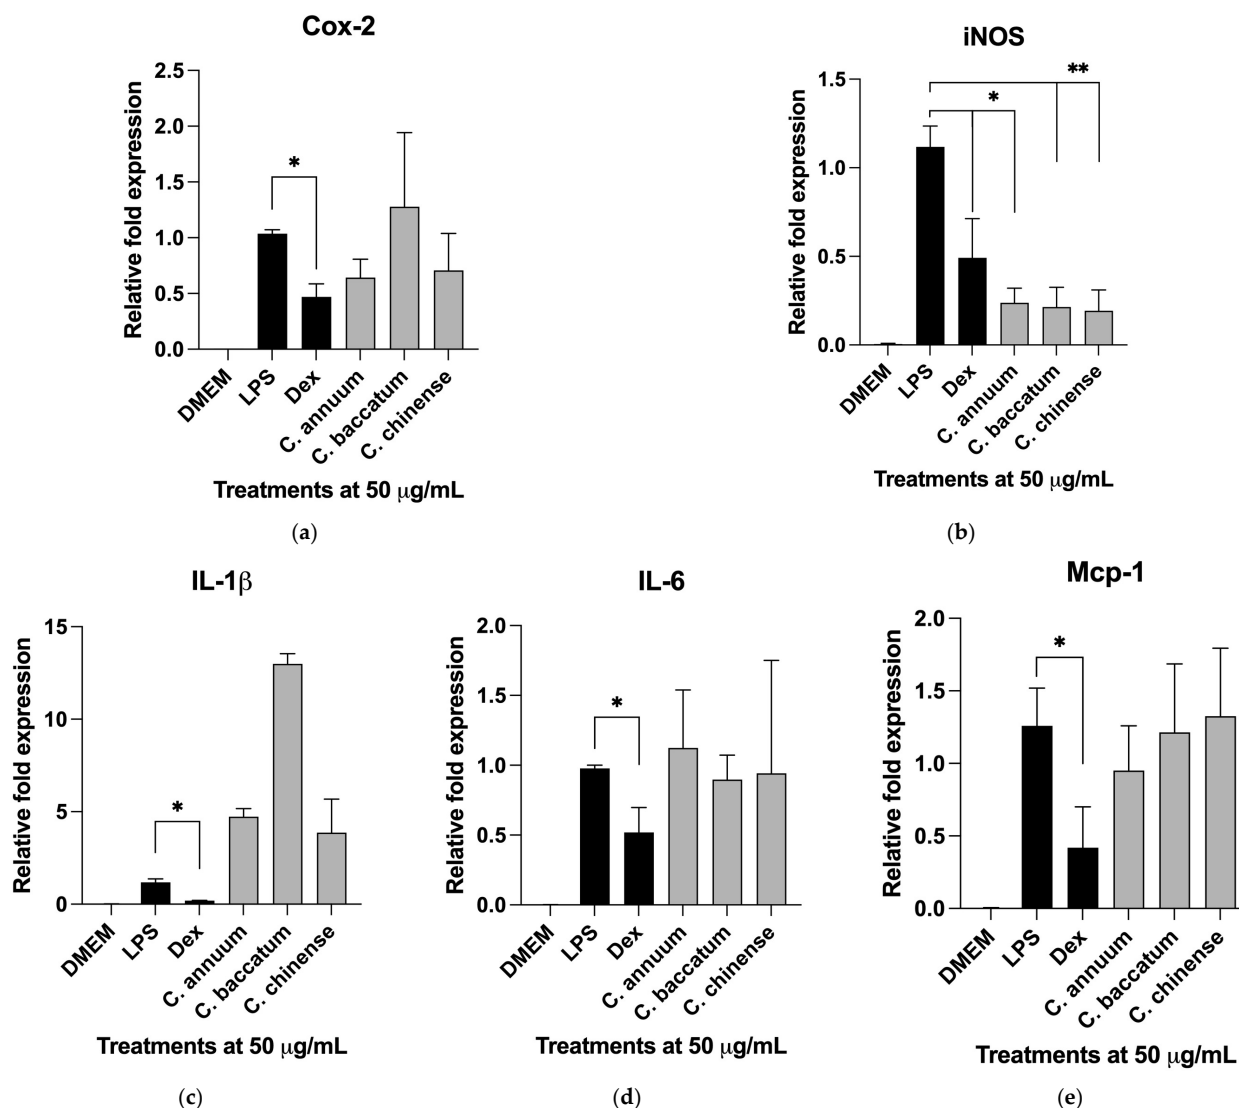 Cox-2
Relative fold expression
2.5
2.0
1.5
1.0
0.5
0.0
*
DMEM
LPS
Dex
C. annuum
C. baccatum
C. chinense
Treatments at 50 μg/mL
(a)
iNOS
Relative fold expression
1.5
1.0
0.5
0.0
**
*
DMEM
LPS
Dex
C. annuum
C. baccatum
C. chinense
Treatments at 50 μg/mL
(b)
IL-1β
Relative fold expression
15
10
5
0
*
DMEM
LPS
Dex
C. annuum
C. baccatum
C. chinense
Treatments at 50 μg/mL
(c)
IL-6
Relative fold expression
2.0
1.5
1.0
0.5
0.0
*
DMEM
LPS
Dex
C. annuum
C. baccatum
C. chinense
Treatments at 50 μg/mL
(d)
Mcp-1
Relative fold expression
2.0
1.5
1.0
0.5
0.0
*
DMEM
LPS
Dex
C. annuum
C. baccatum
C. chinense
Treatments at 50 μg/mL
(e)